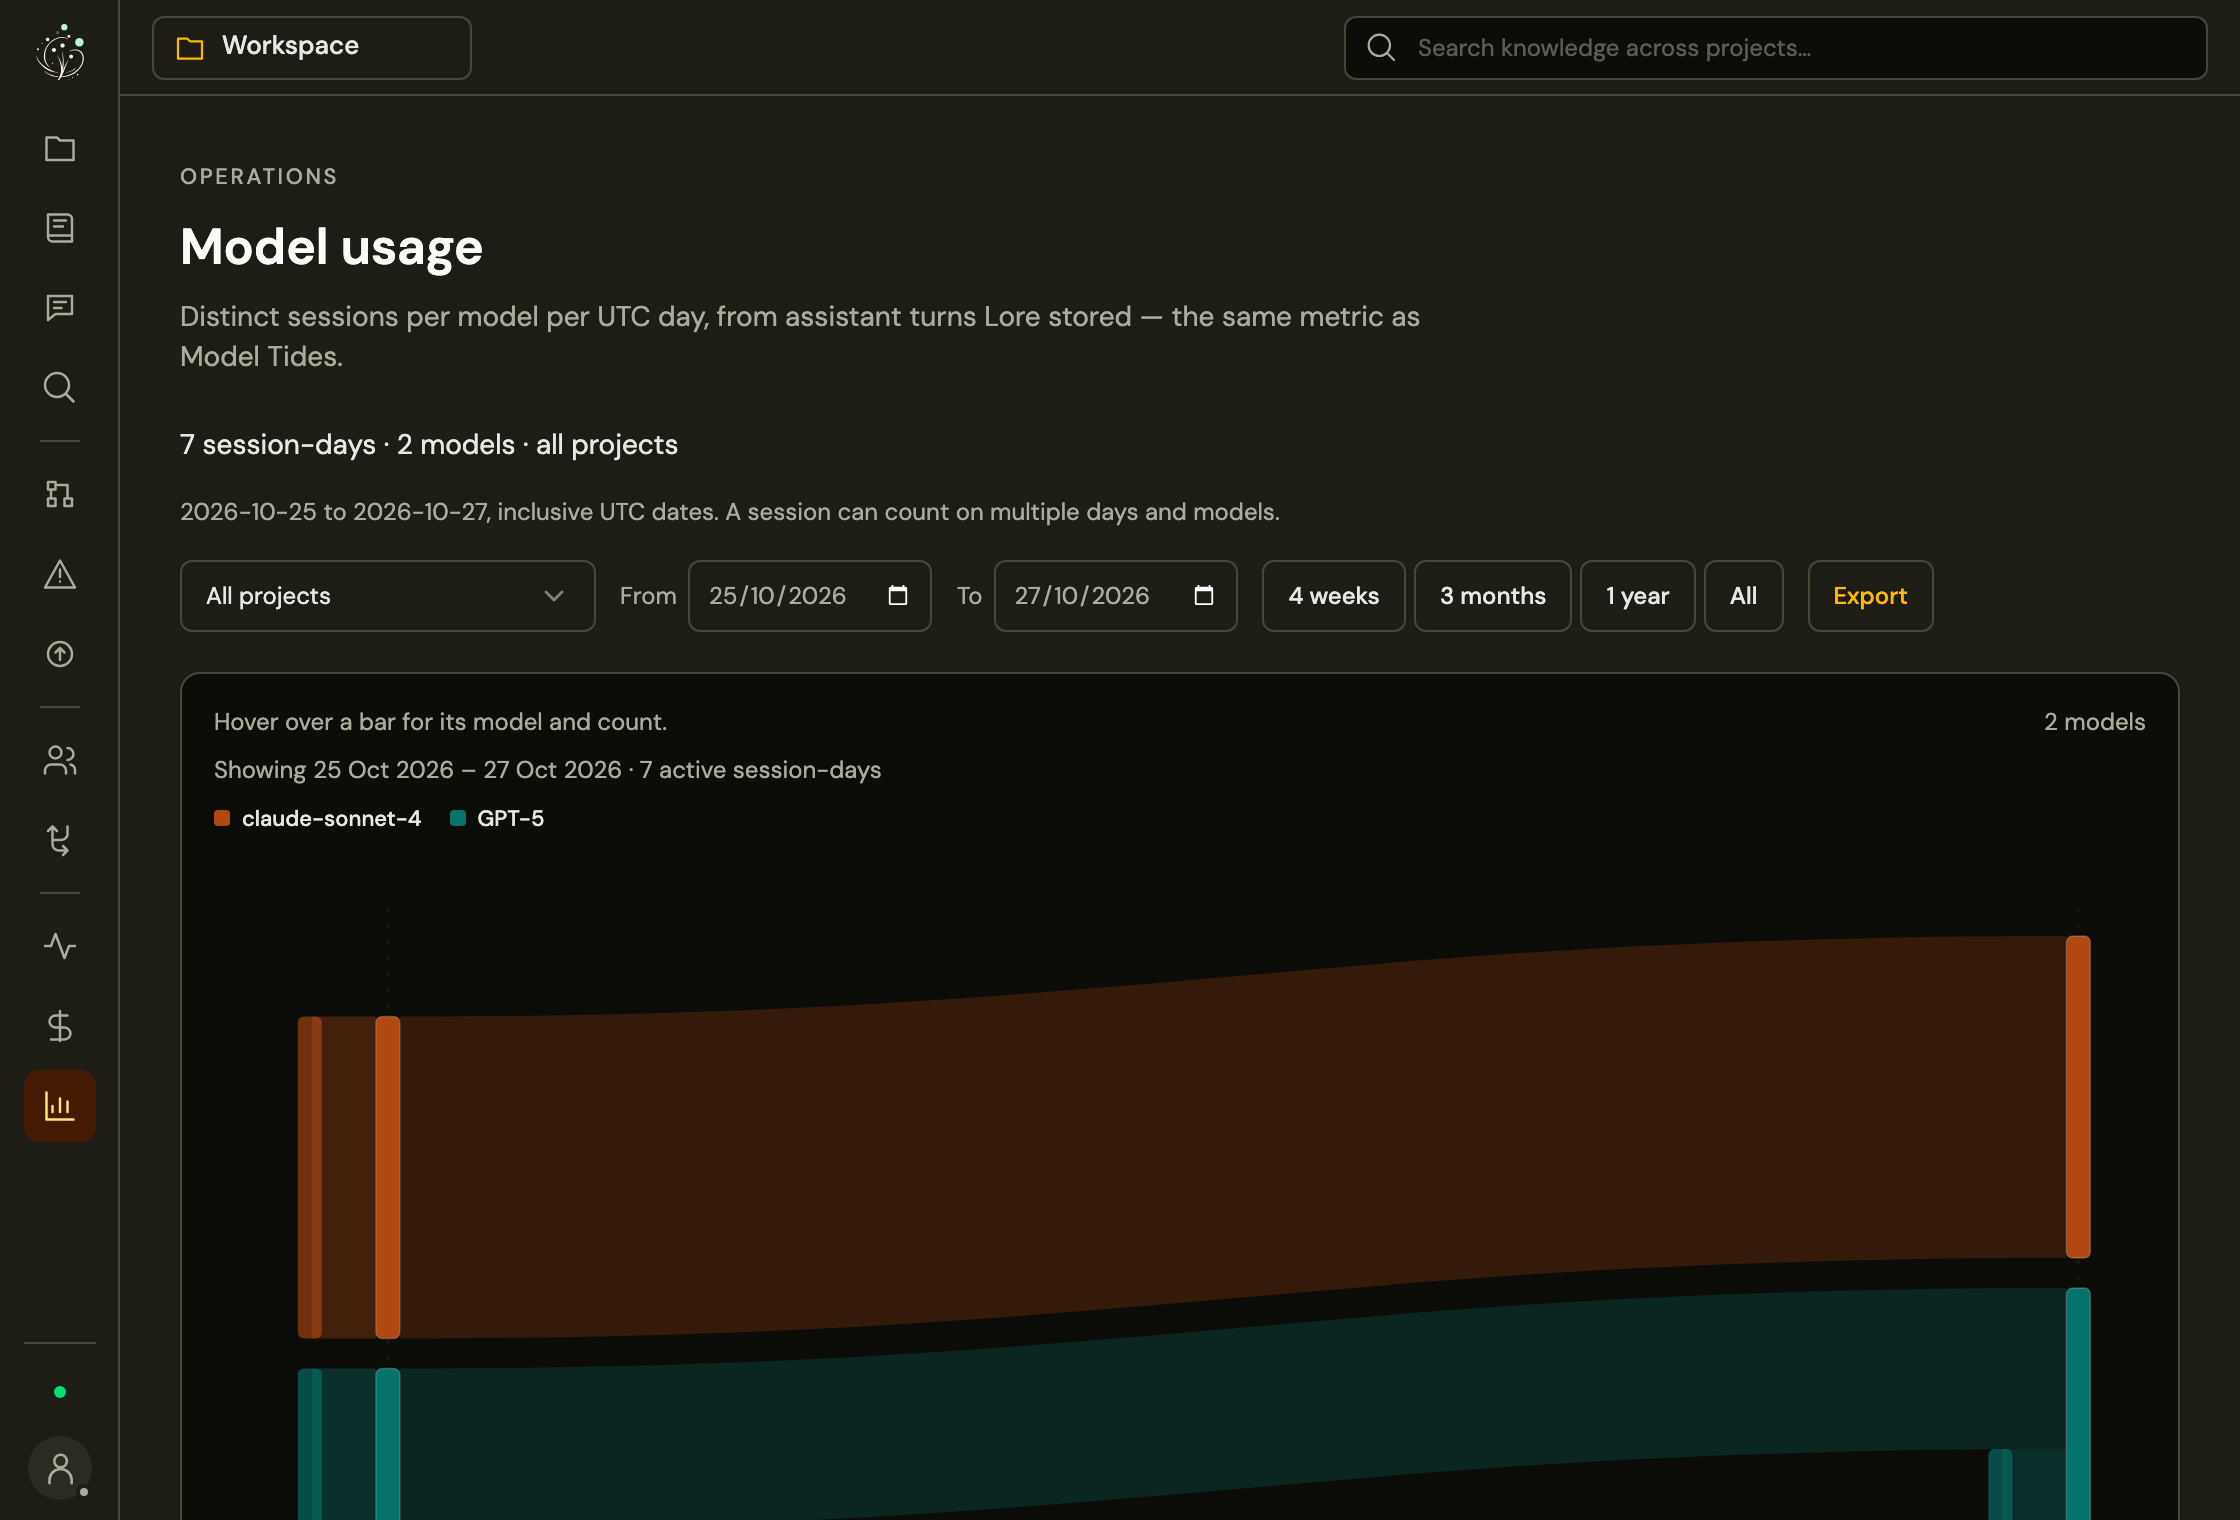 Workspace
Search knowledge across projects...
OPERATIONS
Model usage
Distinct sessions per model per UTC day, from assistant turns Lore stored — the same metric as
Model Tides.
7 session-days · 2 models · all projects
2026-10-25 to 2026-10-27, inclusive UTC dates. A session can count on multiple days and models.
All projects From 25/10/2026 To 27/10/2026 4 weeks 3 months 1 year All Export
Hover over a bar for its model and count. 2 models
Showing 25 Oct 2026 – 27 Oct 2026 · 7 active session-days
claude-sonnet-4 GPT-5